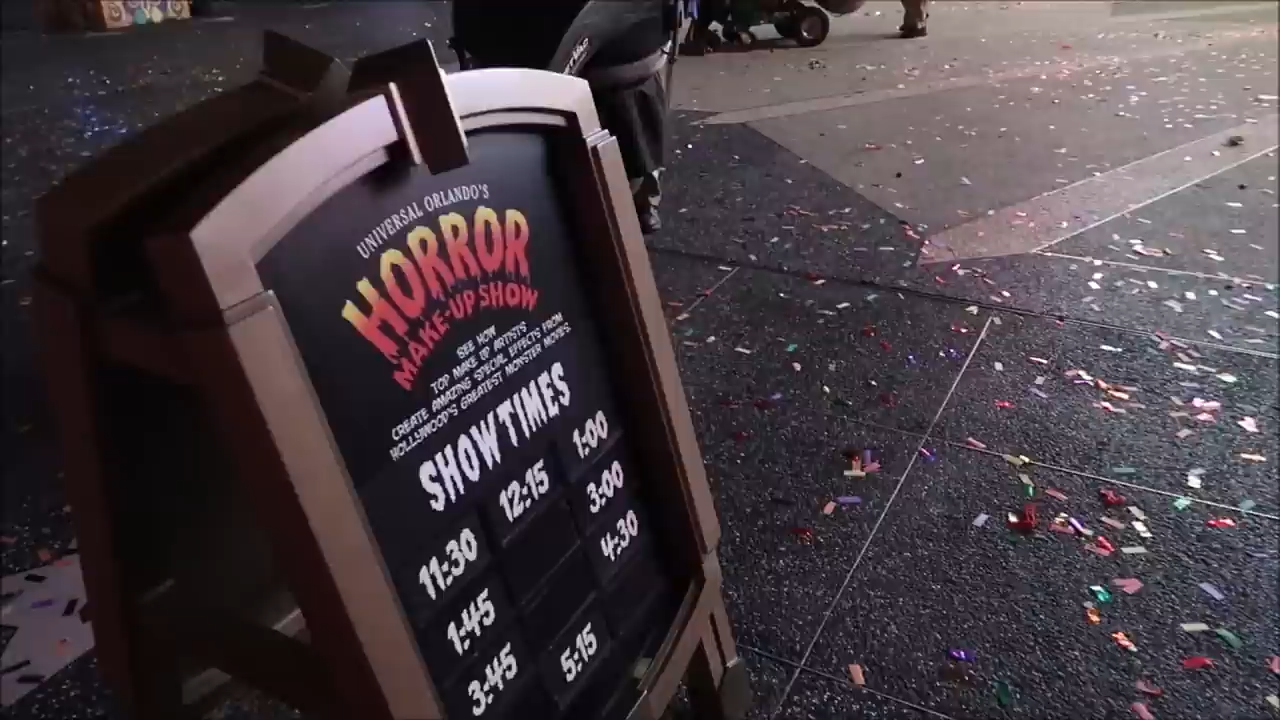 UNIVERSAL ORLANDO'S
HORROR
MAKE-UP SHOW
SEE HOW
TOP MAKE UP ARTISTS
CREATE AMAZING SPECIAL EFFECTS FROM
HOLLYWOOD'S GREATEST MONSTER MOVIES.
SHOWTIMES
11:30 12:15 1:00
1:45 3:00
3:45 5:15 4:30